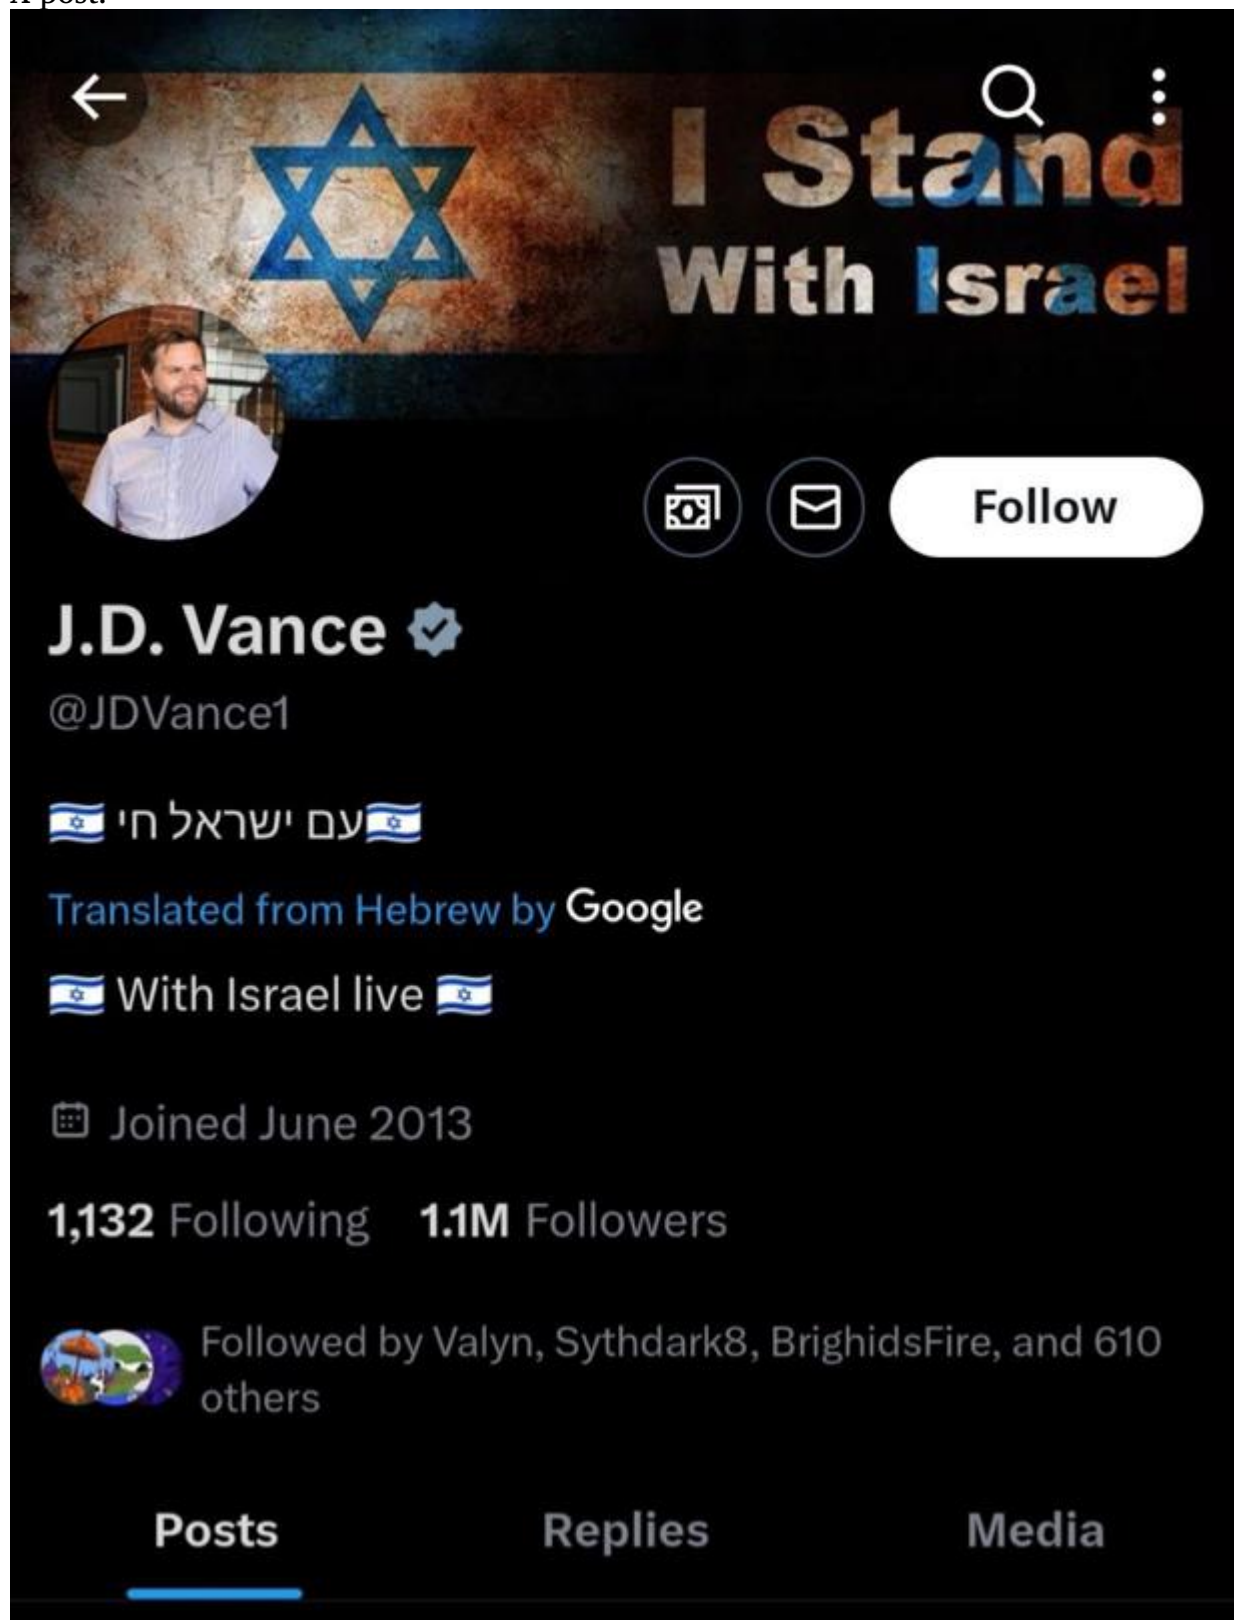 X post:
I Stand
With Israel
Follow
J.D. Vance
@JDVance1
🇮🇱 עם ישראל חי🇮🇱
Translated from Hebrew by Google
🇮🇱 With Israel live 🇮🇱
Joined June 2013
1,132 Following 1.1M Followers
Followed by Valyn, Sythdark8, BrighidsFire, and 610
others
Posts Replies Media